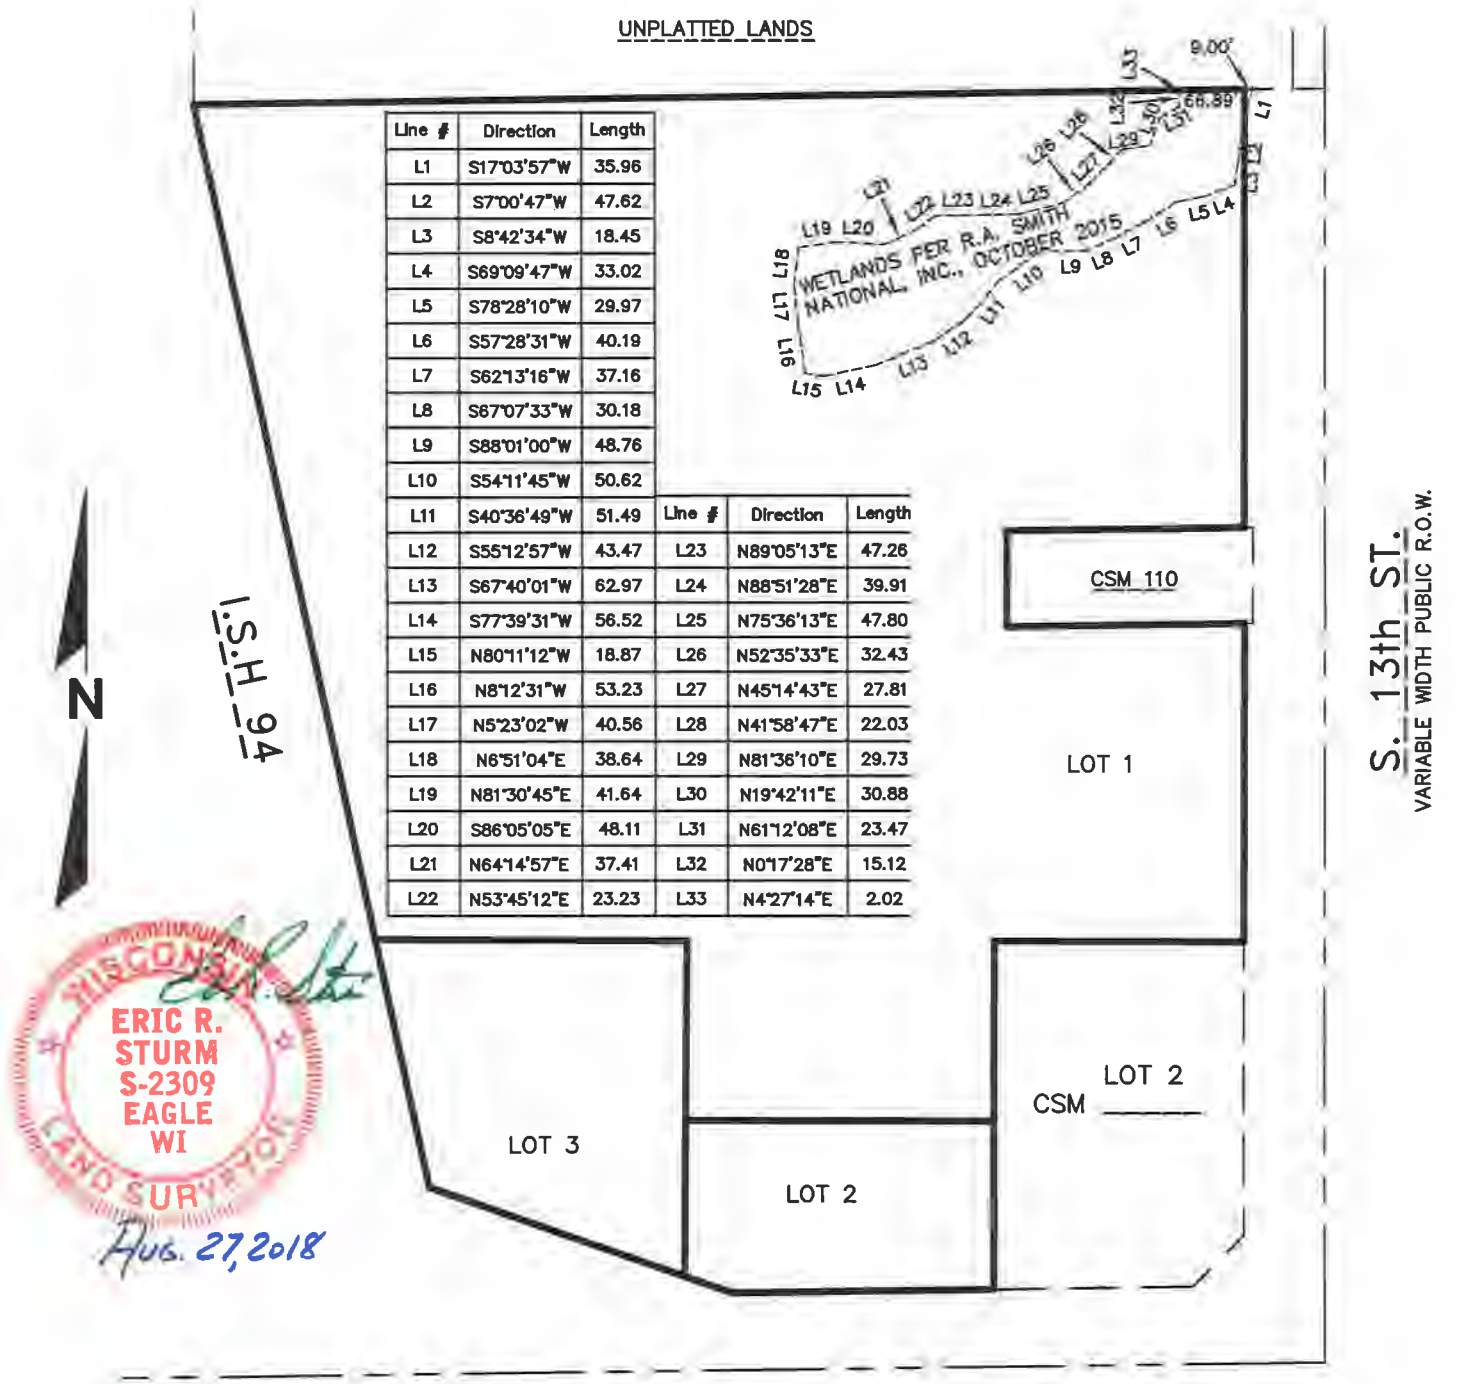 UNPLATTED LANDS
9.00'
66.89'
L33
L32
L30
L31
L1
L2
L3
L29
L28
L26
L27
L21
L22 L23 L24 L25
L19 L20
L18
L17
L16
L15 L14
L13
L12
L11
L10
L9 L8 L7
L6
L5 L4
WETLANDS PER R.A. SMITH
NATIONAL, INC., OCTOBER 2015
Line # Direction Length
L1 S17°03'57"W 35.96
L2 S7°00'47"W 47.62
L3 S8°42'34"W 18.45
L4 S69°09'47"W 33.02
L5 S78°28'10"W 29.97
L6 S57°28'31"W 40.19
L7 S62°13'16"W 37.16
L8 S67°07'33"W 30.18
L9 S88°01'00"W 48.76
L10 S54°11'45"W 50.62
L11 S40°36'49"W 51.49 Line # Direction Length
L12 S55°12'57"W 43.47 L23 N89°05'13"E 47.26
L13 S67°40'01"W 62.97 L24 N88°51'28"E 39.91
L14 S77°39'31"W 56.52 L25 N75°36'13"E 47.80
L15 N80°11'12"W 18.87 L26 N52°35'33"E 32.43
L16 N8°12'31"W 53.23 L27 N45°14'43"E 27.81
L17 N5°23'02"W 40.56 L28 N41°58'47"E 22.03
L18 N6°51'04"E 38.64 L29 N81°36'10"E 29.73
L19 N81°30'45"E 41.64 L30 N19°42'11"E 30.88
L20 S86°05'05"E 48.11 L31 N61°12'08"E 23.47
L21 N64°14'57"E 37.41 L32 N0°17'28"E 15.12
L22 N53°45'12"E 23.23 L33 N4°27'14"E 2.02
CSM 110
LOT 1
S. 13th ST.
VARIABLE WIDTH PUBLIC R.O.W.
I.S.H 94
N
WISCONSIN
ERIC R.
STURM
S-2309
EAGLE
WI
LAND SURVEYOR
Aug. 27, 2018
LOT 3
LOT 2
LOT 2
CSM